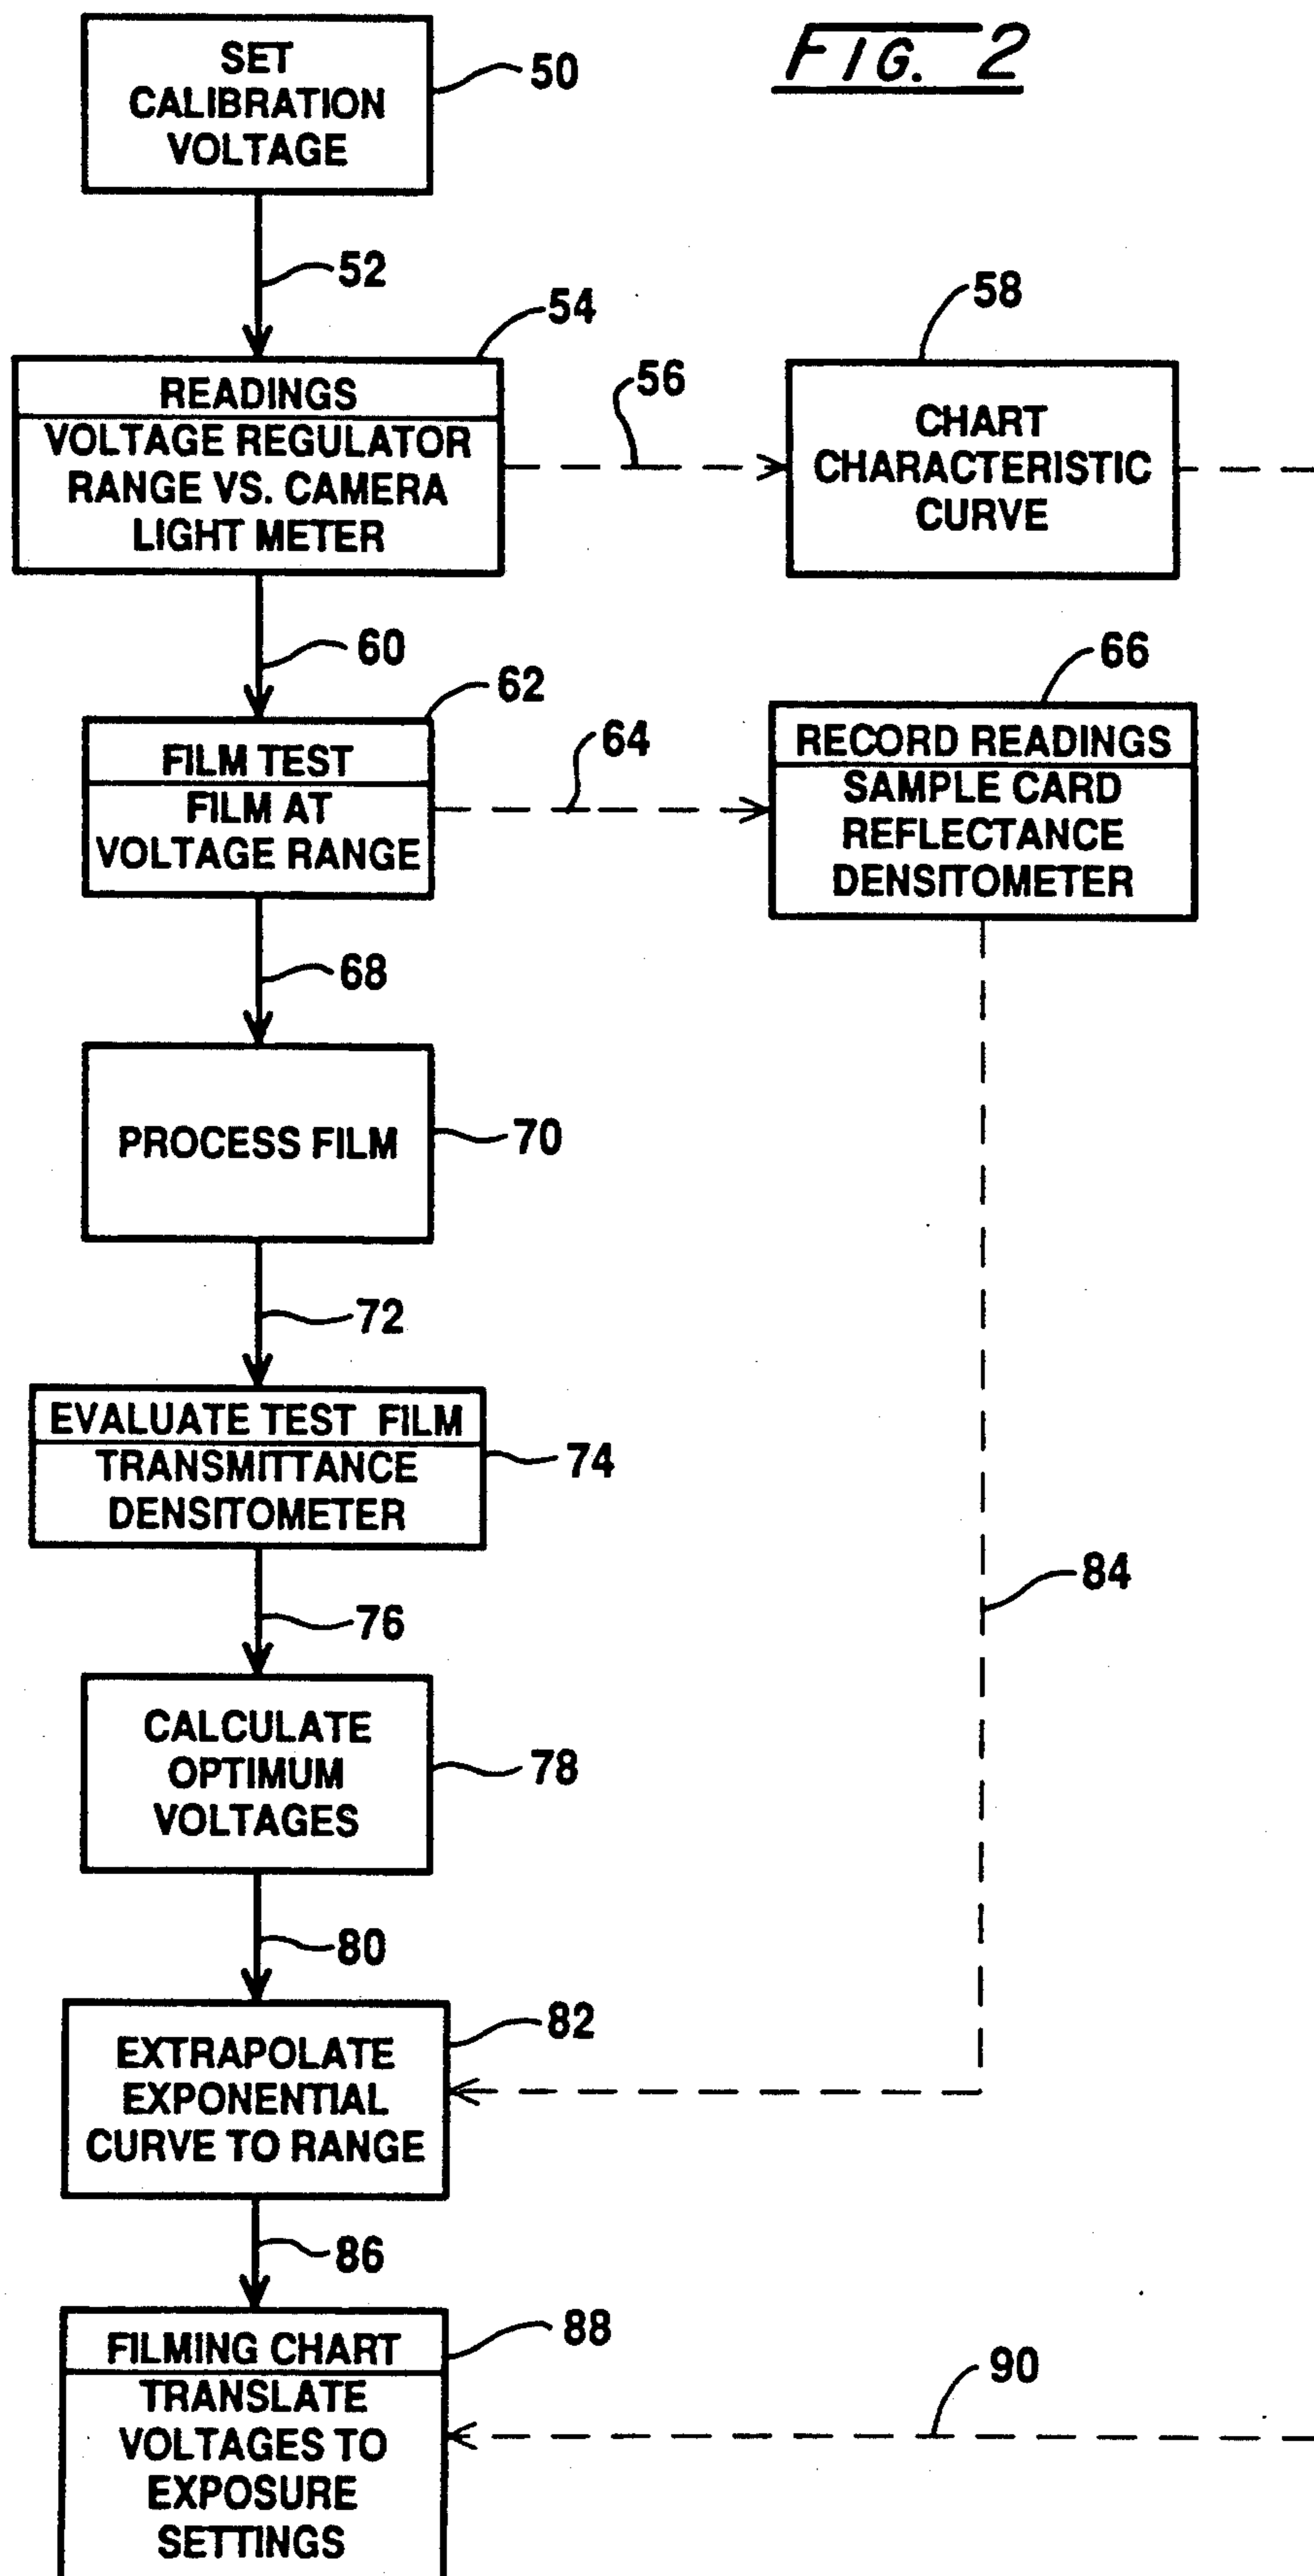 FIG. 2
SET
CALIBRATION
VOLTAGE
50
52
54
READINGS
VOLTAGE REGULATOR
RANGE VS. CAMERA
LIGHT METER
56
58
CHART
CHARACTERISTIC
CURVE
60
62
FILM TEST
FILM AT
VOLTAGE RANGE
64
66
RECORD READINGS
SAMPLE CARD
REFLECTANCE
DENSITOMETER
68
PROCESS FILM
70
72
EVALUATE TEST FILM
TRANSMITTANCE
DENSITOMETER
74
76
CALCULATE
OPTIMUM
VOLTAGES
78
80
82
EXTRAPOLATE
EXPONENTIAL
CURVE TO RANGE
84
86
88
FILMING CHART
TRANSLATE
VOLTAGES TO
EXPOSURE
SETTINGS
90